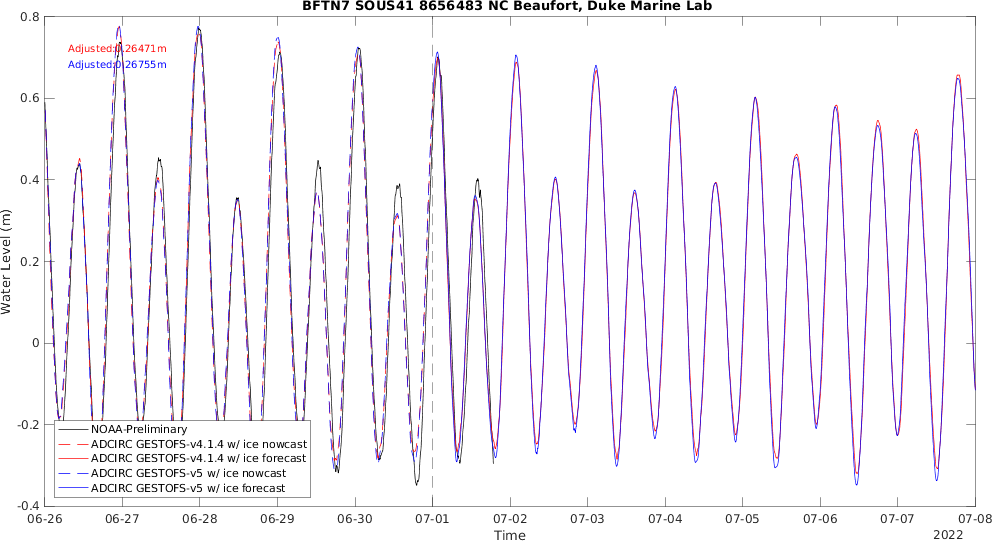 BFTN7 SOUS41 8656483 NC Beaufort, Duke Marine Lab
0.8
0.6
0.4
0.2
0
-0.2
-0.4
Water Level (m)
Adjusted:0.26471m
Adjusted:0.26755m
NOAA-Preliminary
ADCIRC GESTOFS-v4.1.4 w/ ice nowcast
ADCIRC GESTOFS-v4.1.4 w/ ice forecast
ADCIRC GESTOFS-v5 w/ ice nowcast
ADCIRC GESTOFS-v5 w/ ice forecast
06-26 06-27 06-28 06-29 06-30 07-01 07-02 07-03 07-04 07-05 07-06 07-07 07-08
Time
2022